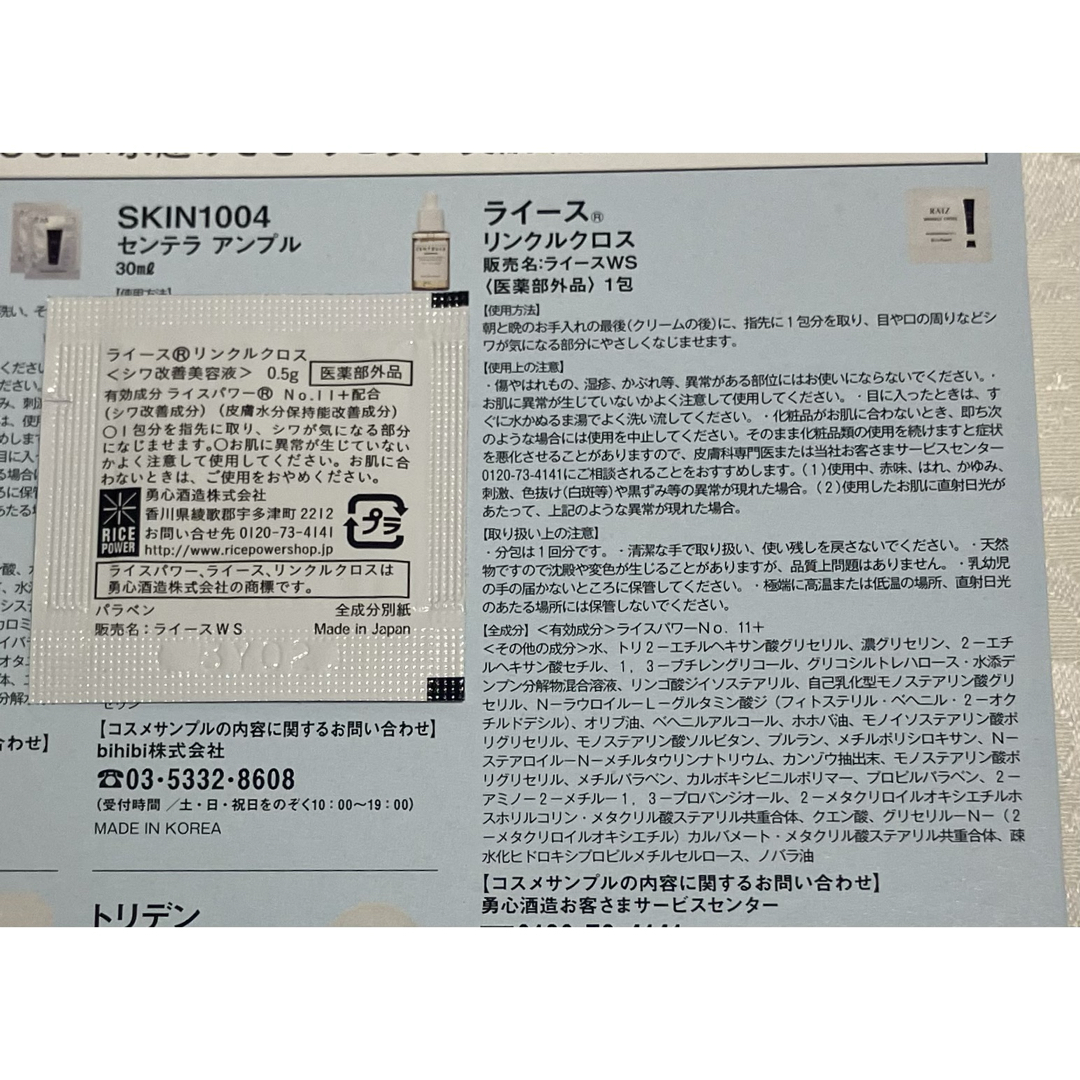 SKIN1004
センテラ アンプル
30mℓ
【使用方法】
ライース®リンクルクロス
＜シワ改善美容液＞ 0.5g 医薬部外品
有効成分 ライスパワー® No.11+配合
(シワ改善成分)(皮膚水分保持能改善成分)
○1包分を指先に取り、シワが気になる部分
になじませます。○お肌に異常が生じていない
かよく注意して使用してください。お肌に合
わないときは、ご使用をおやめください。
RICE POWER
勇心酒造株式会社
香川県綾歌郡宇多津町2212
お問い合せ先 0120-73-4141
http://www.ricepowershop.jp
プラ
ライスパワー、ライース、リンクルクロスは
勇心酒造株式会社の商標です。
パラベン 全成分別紙
販売名：ライースWS Made in Japan
3Y02
【コスメサンプルの内容に関するお問い合わせ】
bihibi株式会社
☎03・5332・8608
(受付時間 ／土・日・祝日をのぞく10：00〜19：00)
MADE IN KOREA
トリデン
ライース®
リンクルクロス
販売名：ライースWS
〈医薬部外品〉1包
RAIZ
【使用方法】
朝と晩のお手入れの最後(クリームの後)に、指先に1包分を取り、目や口の周りなどシ
ワが気になる部分にやさしくなじませます。
【使用上の注意】
・傷やはれもの、湿疹、かぶれ等、異常がある部位にはお使いにならないでください。・
お肌に異常が生じていないかよく注意して使用してください。・目に入ったときは、す
ぐに水かぬるま湯でよく洗い流してください。・化粧品がお肌に合わないとき、即ち次
のような場合には使用を中止してください。そのまま化粧品類の使用を続けますと症状
を悪化させることがありますので、皮膚科専門医または当社お客さまサービスセンター
0120-73-4141にご相談されることをおすすめします。(1)使用中、赤味、はれ、かゆみ、
刺激、色抜け(白斑等)や黒ずみ等の異常が現れた場合。(2)使用したお肌に直射日光が
あたって、上記のような異常が現れた場合。
【取り扱い上の注意】
・分包は1回分です。・清潔な手で取り扱い、使い残しを戻さないでください。・天然
物ですので沈殿や変色が生じることがありますが、品質上問題はありません。・乳幼児
の手の届かないところに保管してください。・極端に高温または低温の場所、直射日光
のあたる場所には保管しないでください。
【全成分】＜有効成分＞ライスパワーNo．11+
＜その他の成分＞水、トリ2－エチルヘキサン酸グリセリル、濃グリセリン、2－エチ
ルヘキサン酸セチル、1，3－ブチレングリコール、グリコシルトレハロース・水添デ
ンプン分解物混合溶液、リンゴ酸ジイソステアリル、自己乳化型モノステアリン酸グリ
セリル、N－ラウロイル－L－グルタミン酸ジ（フィトステリル・ベヘニル・2－オク
チルドデシル）、オリブ油、ベヘニルアルコール、ホホバ油、モノイソステアリン酸ポ
リグリセリル、モノステアリン酸ソルビタン、プルラン、メチルポリシロキサン、N－
ステアロイル－N－メチルタウリンナトリウム、カンゾウ抽出末、モノステアリン酸ポ
リグリセリル、メチルパラベン、カルボキシビニルポリマー、プロピルパラベン、2－
アミノ－2－メチル－1，3－プロパンジオール、2－メタクリロイルオキシエチルホ
スホリルコリン・メタクリル酸ステアリル共重合体、クエン酸、グリセリル－N－（2
－メタクリロイルオキシエチル）カルバメート・メタクリル酸ステアリル共重合体、疎
水化ヒドロキシプロピルメチルセルロース、ノバラ油
【コスメサンプルの内容に関するお問い合わせ】
勇心酒造お客さまサービスセンター